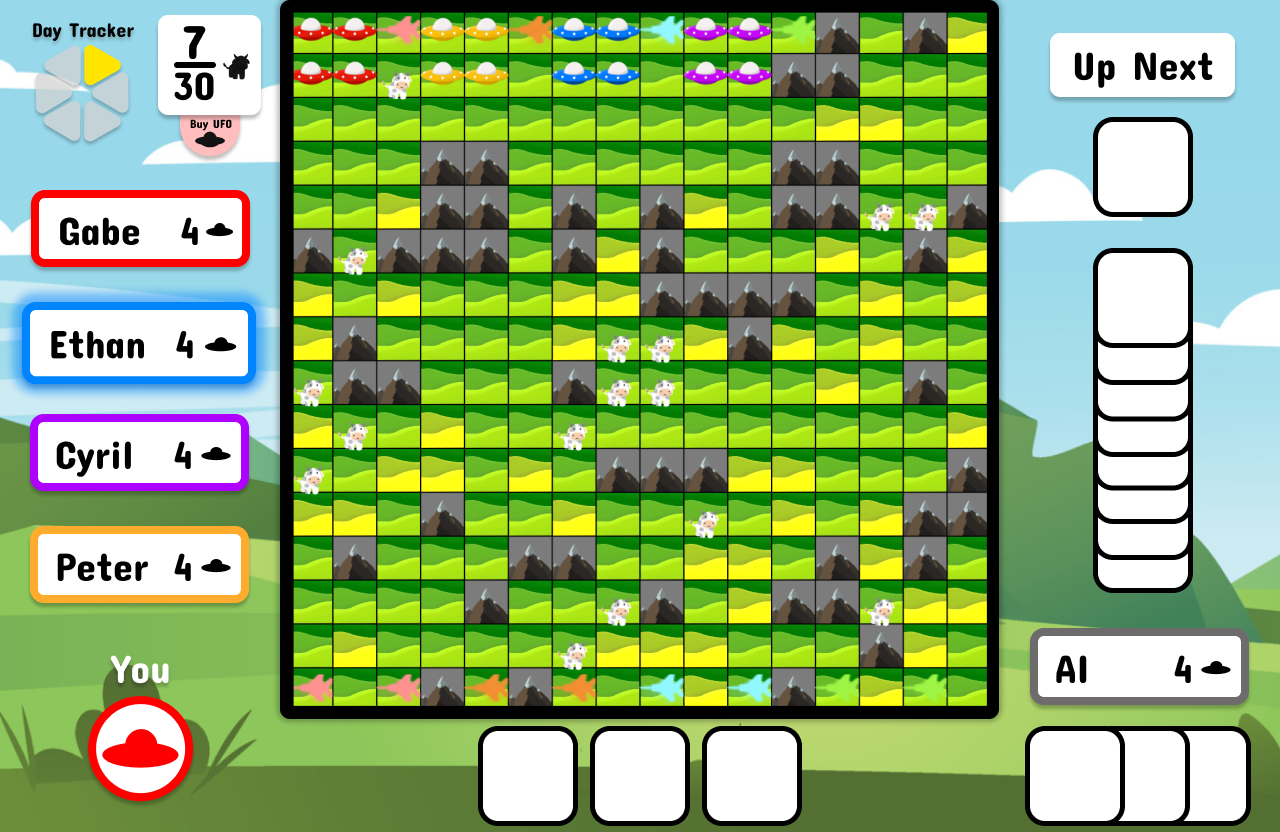 Day Tracker
7
30
Buy UFO
Gabe 4
Ethan 4
Cyril 4
Peter 4
You
Up Next
AI 4